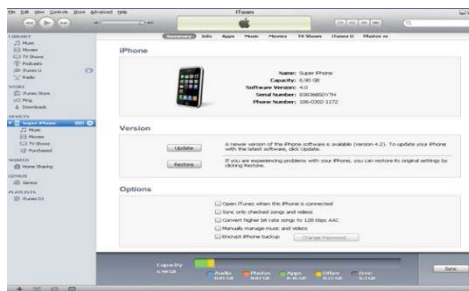 File Edit View Controls Store Advanced Help
iTunes
Summary Info Apps Music Movies TV Shows iTunes U Photos
LIBRARY
Music
Movies
TV Shows
Podcasts
iTunes U
Radio
STORE
iTunes Store
Ping
Downloads
DEVICES
Super iPhone
Music
Movies
TV Shows
Purchased
SHARED
Home Sharing
GENIUS
Genius
PLAYLISTS
iTunes DJ
iPhone
Name: Super iPhone
Capacity: 6.90 GB
Software Version: 4.0
Serial Number:
Phone Number:
Version
Update
A newer version of the iPhone software is available (version 4.2). To update your iPhone
with the latest software, click Update.
Restore
If you are experiencing problems with your iPhone, you can restore its original settings by
clicking Restore.
Options
Open iTunes when this iPhone is connected
Sync only checked songs and videos
Convert higher bit rate songs to 128 kbps AAC
Manually manage music and videos
Encrypt iPhone backup Change Password...
Capacity
6.90 GB
Audio Photos Apps Other Free
Sync